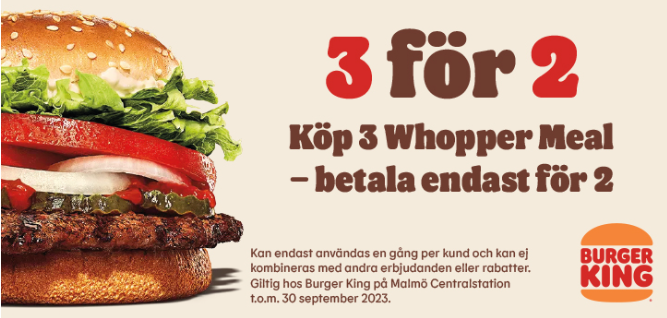 3 för 2
Köp 3 Whopper Meal
– betala endast för 2
Kan endast användas en gång per kund och kan ej
kombineras med andra erbjudanden eller rabatter.
Giltig hos Burger King på Malmö Centralstation
t.o.m. 30 september 2023.
BURGER
KING